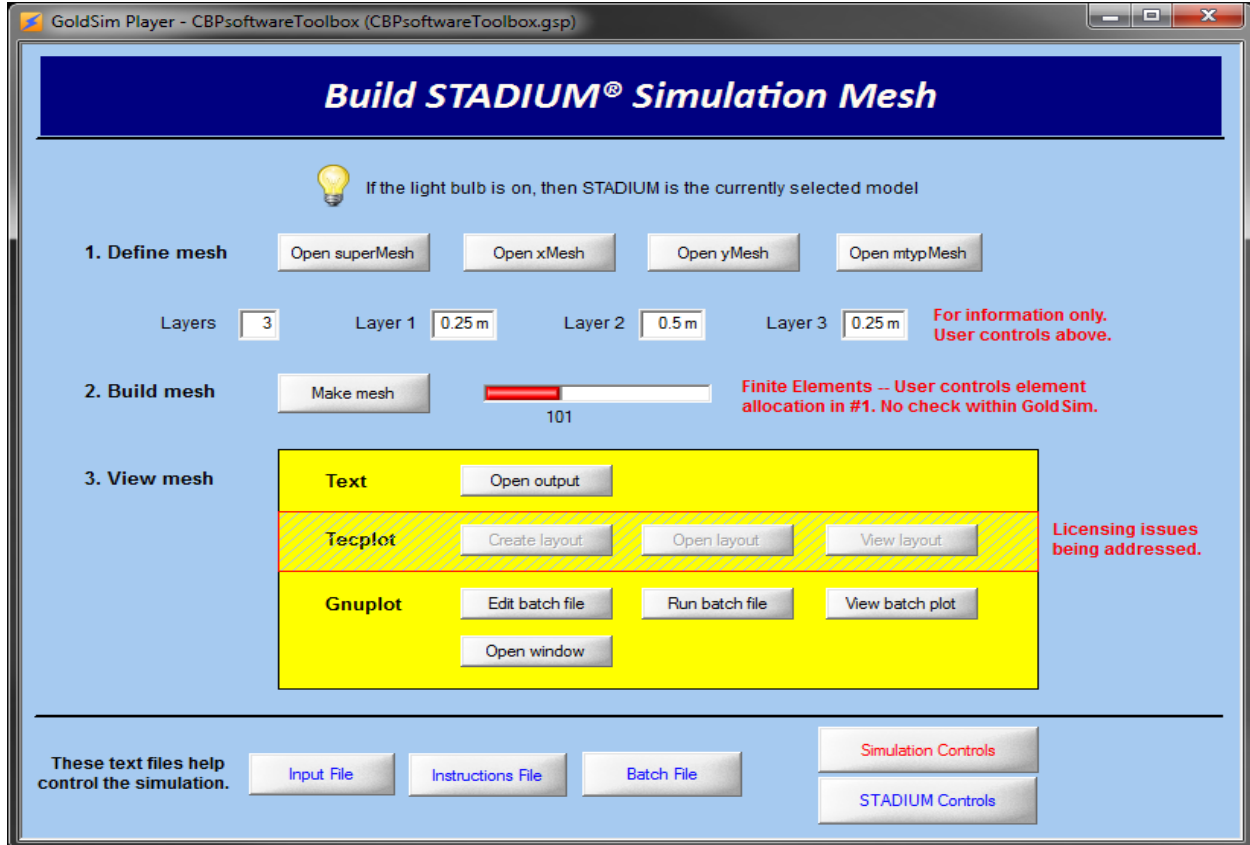 GoldSim Player - CBPsoftwareToolbox (CBPsoftwareToolbox.gsp)
Build STADIUM® Simulation Mesh
If the light bulb is on, then STADIUM is the currently selected model
1. Define mesh Open superMesh Open xMesh Open yMesh Open mtypMesh
Layers 3 Layer 1 0.25 m Layer 2 0.5 m Layer 3 0.25 m For information only.
User controls above.
2. Build mesh Make mesh Finite Elements -- User controls element
allocation in #1. No check within GoldSim.
101
3. View mesh Text Open output
Tecplot Create layout Open layout View layout Licensing issues
being addressed.
Gnuplot Edit batch file Run batch file View batch plot
Open window
These text files help
control the simulation.
Input File Instructions File Batch File
Simulation Controls
STADIUM Controls